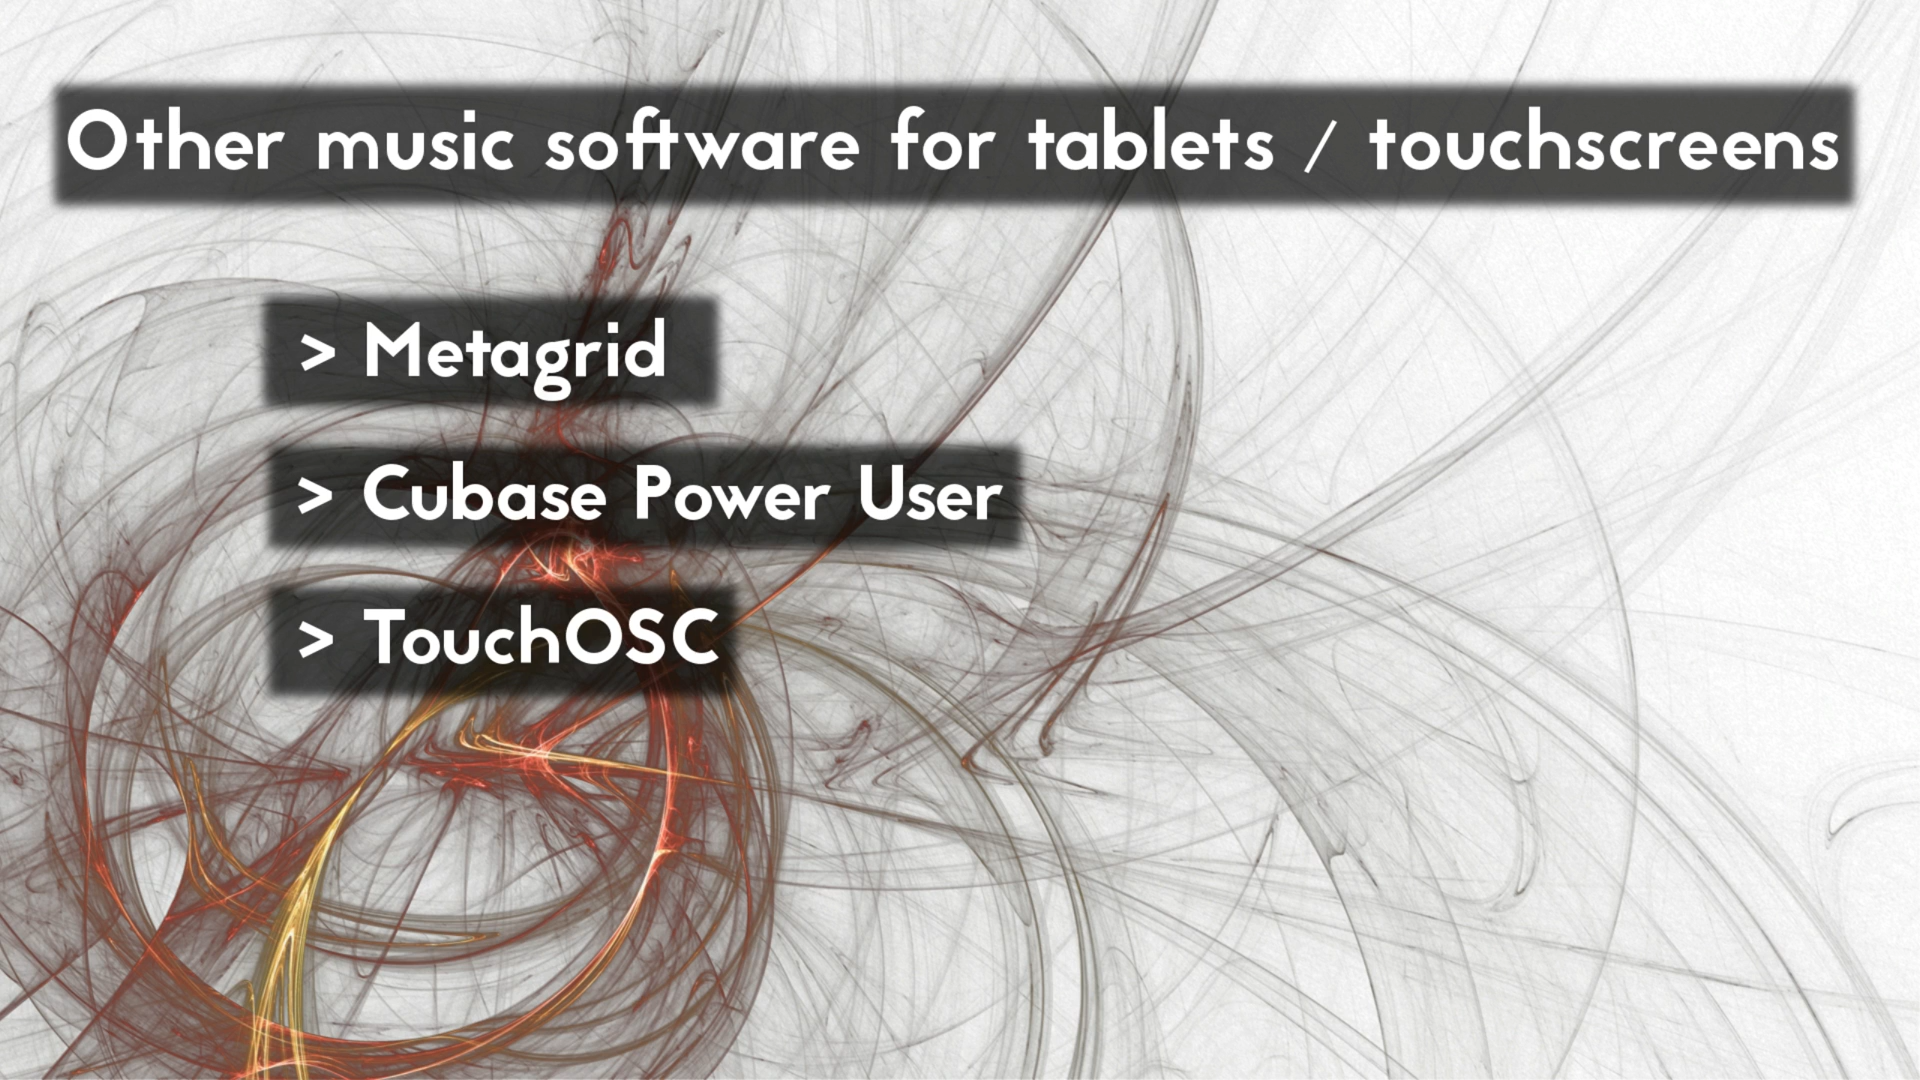 Other music software for tablets / touchscreens
> Metagrid
> Cubase Power User
> TouchOSC